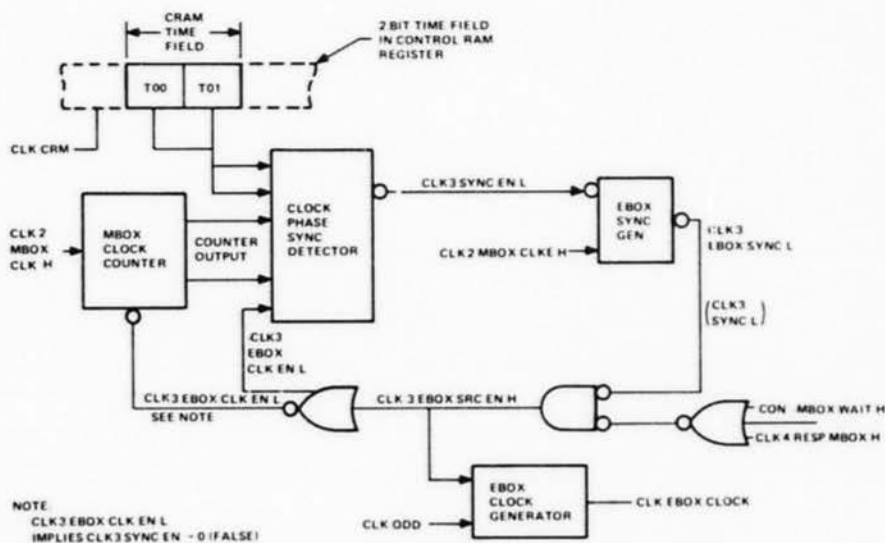 CRAM
TIME
FIELD
2 BIT TIME FIELD
IN CONTROL RAM
REGISTER
T00 T01
CLK CRM
CLK2
MBOX
CLK H
MBOX
CLOCK
COUNTER
COUNTER
OUTPUT
CLOCK
PHASE
SYNC
DETECTOR
CLK3 SYNC EN L
EBOX
SYNC
GEN
CLK2 MBOX CLKE H
CLK3
EBOX SYNC L
(CLK3
SYNC L)
-CLK3
EBOX
CLK EN L
CLK3 EBOX CLK EN L
SEE NOTE
CLK 3 EBOX SRC EN H
CON -MBOX WAIT H
CLK4 RESP MBOX H
EBOX
CLOCK
GENERATOR
CLK EBOX CLOCK
CLK ODD
NOTE:
CLK3 EBOX CLK EN L
IMPLIES CLK3 SYNC EN - 0 (FALSE)